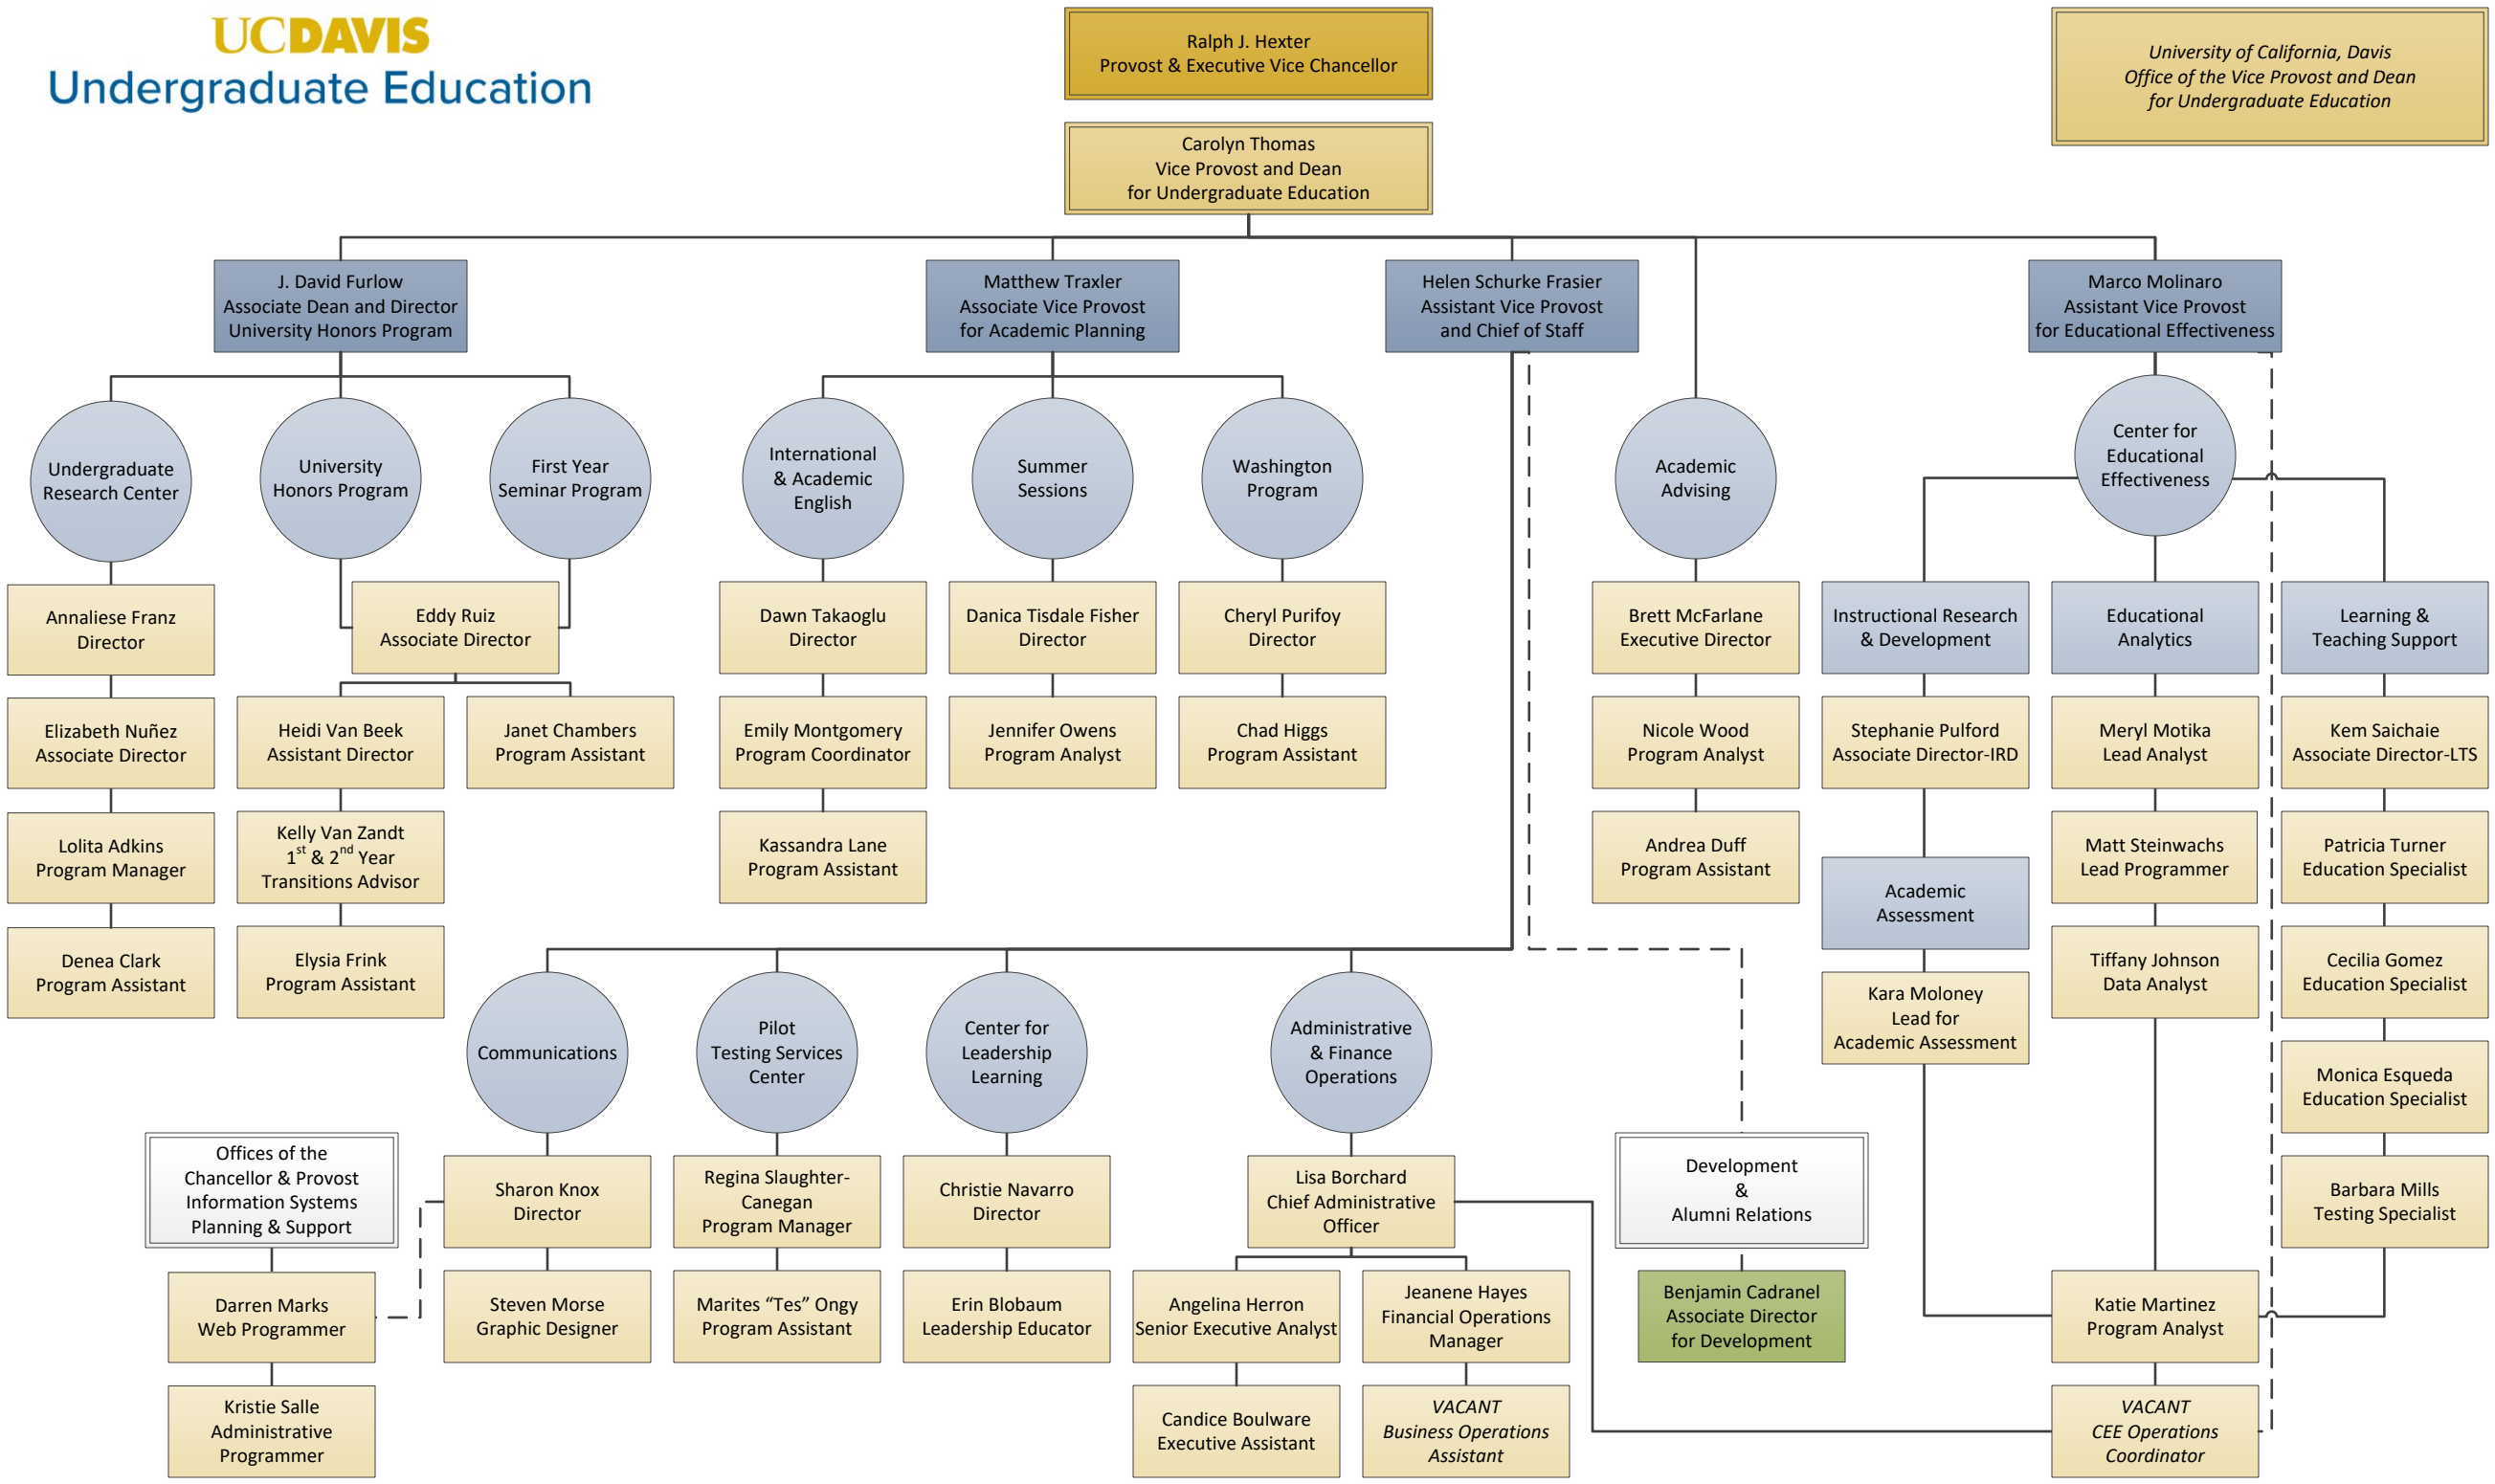 UCDAVIS
Undergraduate Education
Ralph J. Hexter
Provost & Executive Vice Chancellor
University of California, Davis
Office of the Vice Provost and Dean
for Undergraduate Education
Carolyn Thomas
Vice Provost and Dean
for Undergraduate Education
J. David Furlow
Associate Dean and Director
University Honors Program
Matthew Traxler
Associate Vice Provost
for Academic Planning
Helen Schurke Frasier
Assistant Vice Provost
and Chief of Staff
Marco Molinaro
Assistant Vice Provost
for Educational Effectiveness
Undergraduate
Research Center
University
Honors Program
First Year
Seminar Program
International
& Academic
English
Summer
Sessions
Washington
Program
Academic
Advising
Center for
Educational
Effectiveness
Annaliese Franz
Director
Eddy Ruiz
Associate Director
Dawn Takaoglu
Director
Danica Tisdale Fisher
Director
Cheryl Purifoy
Director
Brett McFarlane
Executive Director
Instructional Research
& Development
Educational
Analytics
Learning &
Teaching Support
Elizabeth Nuñez
Associate Director
Heidi Van Beek
Assistant Director
Janet Chambers
Program Assistant
Emily Montgomery
Program Coordinator
Jennifer Owens
Program Analyst
Chad Higgs
Program Assistant
Nicole Wood
Program Analyst
Stephanie Pulford
Associate Director-IRD
Meryl Motika
Lead Analyst
Kem Saichaie
Associate Director-LTS
Lolita Adkins
Program Manager
Kelly Van Zandt
1st & 2nd Year
Transitions Advisor
Kassandra Lane
Program Assistant
Andrea Duff
Program Assistant
Academic
Assessment
Matt Steinwachs
Lead Programmer
Patricia Turner
Education Specialist
Denea Clark
Program Assistant
Elysia Frink
Program Assistant
Kara Moloney
Lead for
Academic Assessment
Tiffany Johnson
Data Analyst
Cecilia Gomez
Education Specialist
Communications
Pilot
Testing Services
Center
Center for
Leadership
Learning
Administrative
& Finance
Operations
Monica Esqueda
Education Specialist
Offices of the
Chancellor & Provost
Information Systems
Planning & Support
Sharon Knox
Director
Regina Slaughter-
Canegan
Program Manager
Christie Navarro
Director
Lisa Borchard
Chief Administrative
Officer
Development
&
Alumni Relations
Barbara Mills
Testing Specialist
Darren Marks
Web Programmer
Steven Morse
Graphic Designer
Marites “Tes” Ongy
Program Assistant
Erin Blobaum
Leadership Educator
Angelina Herron
Senior Executive Analyst
Jeanene Hayes
Financial Operations
Manager
Benjamin Cadranel
Associate Director
for Development
Katie Martinez
Program Analyst
Kristie Salle
Administrative
Programmer
Candice Boulware
Executive Assistant
VACANT
Business Operations
Assistant
VACANT
CEE Operations
Coordinator